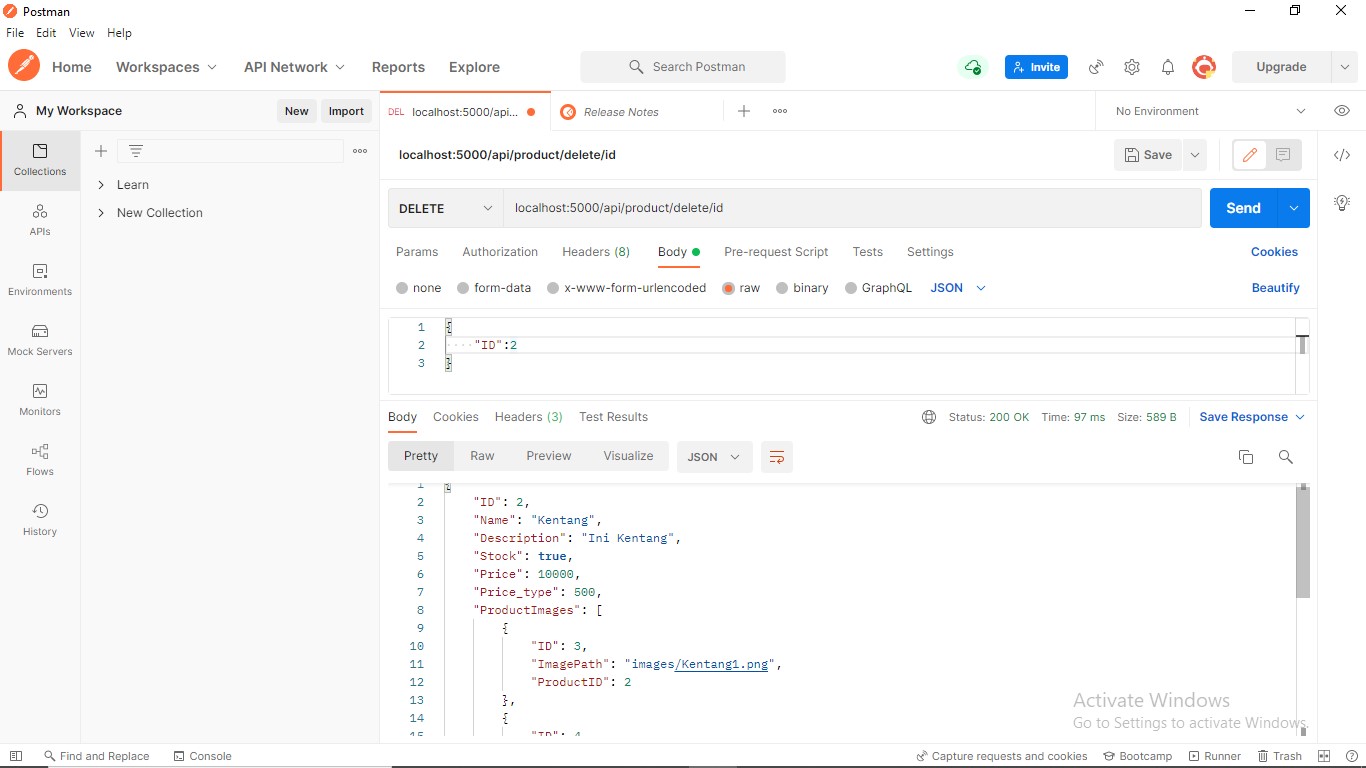 Postman
File Edit View Help
Home Workspaces API Network Reports Explore Search Postman Invite Upgrade
My Workspace New Import DEL localhost:5000/api... Release Notes No Environment
Collections
APIs
Environments
Mock Servers
Monitors
Flows
History
Learn
New Collection
localhost:5000/api/product/delete/id Save
DELETE localhost:5000/api/product/delete/id Send
Params Authorization Headers (8) Body Pre-request Script Tests Settings Cookies
none form-data x-www-form-urlencoded raw binary GraphQL JSON Beautify
1 {
2 "ID":2
3 }
Body Cookies Headers (3) Test Results Status: 200 OK Time: 97 ms Size: 589 B Save Response
Pretty Raw Preview Visualize JSON
1 {
2 "ID": 2,
3 "Name": "Kentang",
4 "Description": "Ini Kentang",
5 "Stock": true,
6 "Price": 10000,
7 "Price_type": 500,
8 "ProductImages": [
9 {
10 "ID": 3,
11 "ImagePath": "images/Kentang1.png",
12 "ProductID": 2
13 },
14 {
15 "ID": 4
Activate Windows
Go to Settings to activate Windows.
Find and Replace Console Capture requests and cookies Bootcamp Runner Trash